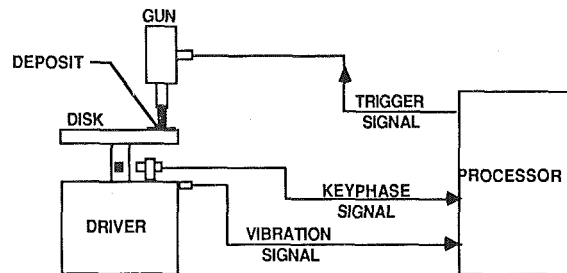 GUN
DEPOSIT
DISK
TRIGGER
SIGNAL
PROCESSOR
KEYPHASE
SIGNAL
DRIVER
VIBRATION
SIGNAL